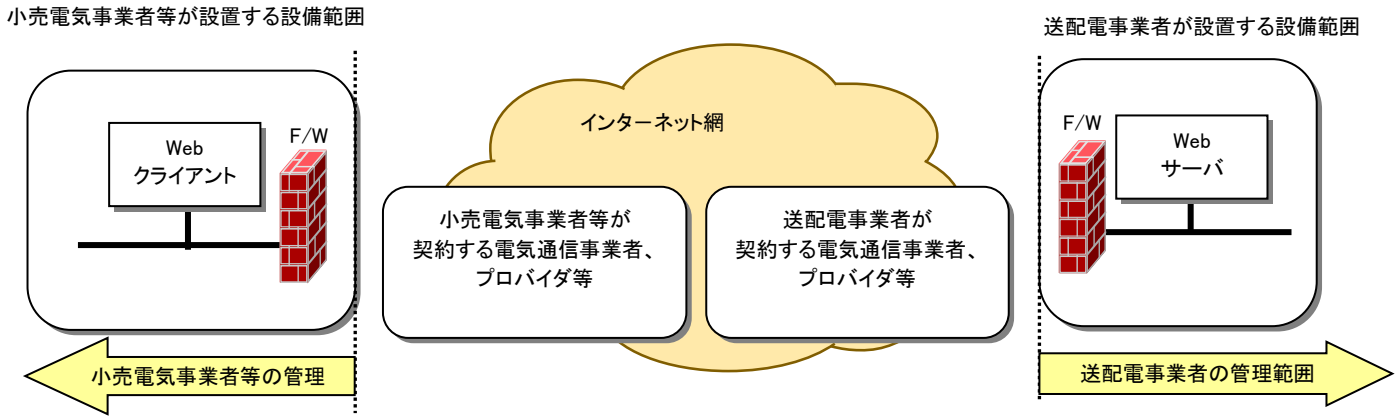 小売電気事業者等が設置する設備範囲
送配電事業者が設置する設備範囲
F/W
Web
クライアント
インターネット網
F/W
Web
サーバ
小売電気事業者等が
契約する電気通信事業者、
プロバイダ等
送配電事業者が
契約する電気通信事業者、
プロバイダ等
小売電気事業者等の管理
送配電事業者の管理範囲